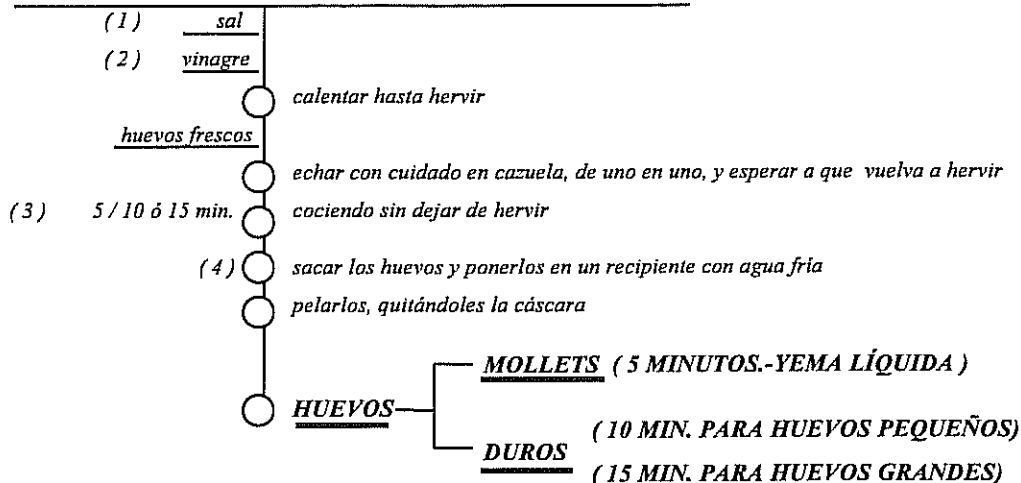 (1) sal
(2) vinagre
calentar hasta hervir
huevos frescos
echar con cuidado en cazuela, de uno en uno, y esperar a que vuelva a hervir
(3) 5 / 10 ó 15 min. cociendo sin dejar de hervir
(4) sacar los huevos y ponerlos en un recipiente con agua fría
pelarlos, quitándoles la cáscara
MOLLETS ( 5 MINUTOS.-YEMA LÍQUIDA )
HUEVOS
( 10 MIN. PARA HUEVOS PEQUEÑOS)
DUROS
( 15 MIN. PARA HUEVOS GRANDES)